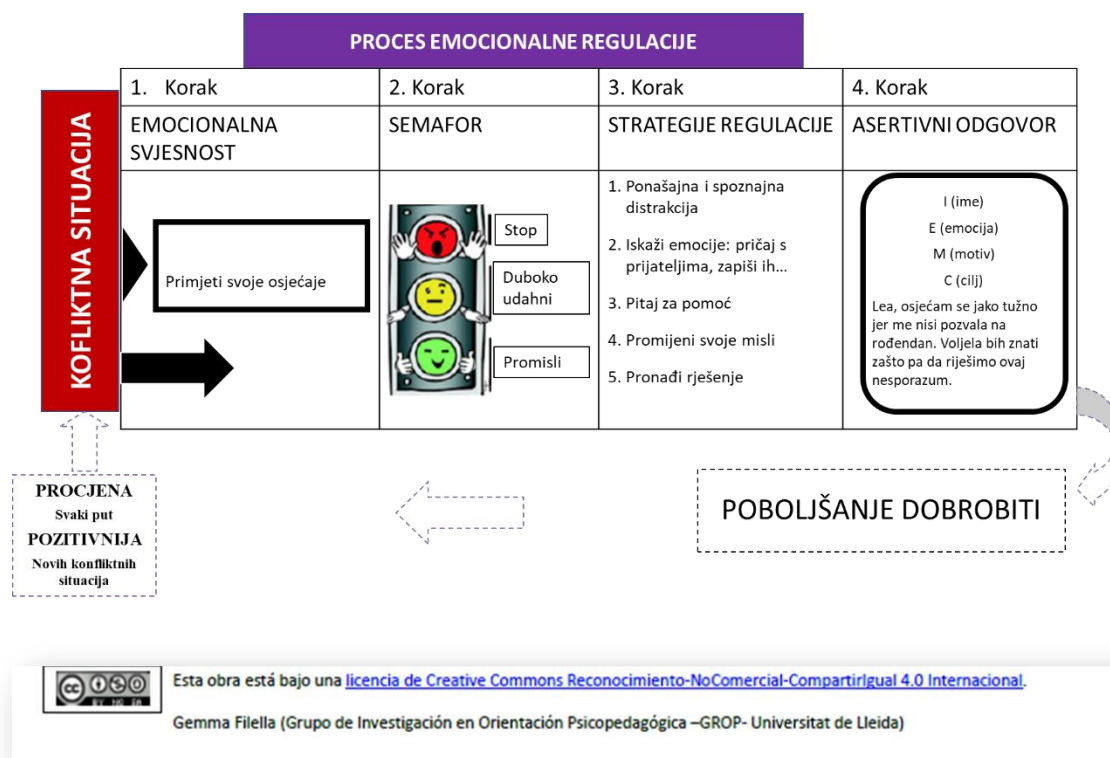 PROCES EMOCIONALNE REGULACIJE
KOFLIKTNA SITUACIJA
1. Korak
2. Korak
3. Korak
4. Korak
EMOCIONALNA
SVJESNOST
SEMAFOR
STRATEGIJE REGULACIJE
ASERTIVNI ODGOVOR
Primjeti svoje osjećaje
Stop
Duboko
udahni
Promisli
1. Ponašajna i spoznajna
distrakcija
2. Iskaži emocije: pričaj s
prijateljima, zapiši ih...
3. Pitaj za pomoć
4. Promijeni svoje misli
5. Pronađi rješenje
I (ime)
E (emocija)
M (motiv)
C (cilj)
Lea, osjećam se jako tužno
jer me nisi pozvala na
rođendan. Voljela bih znati
zašto pa da riješimo ovaj
nesporazum.
POBOLJŠANJE DOBROBITI
PROCJENA
Svaki put
POZITIVNIJA
Novih konfliktnih
situacija
cc
BY NC SA
Esta obra está bajo una licencia de Creative Commons Reconocimiento-NoComercial-CompartirIgual 4.0 Internacional.
Gemma Filella (Grupo de Investigación en Orientación Psicopedagógica –GROP- Universitat de Lleida)